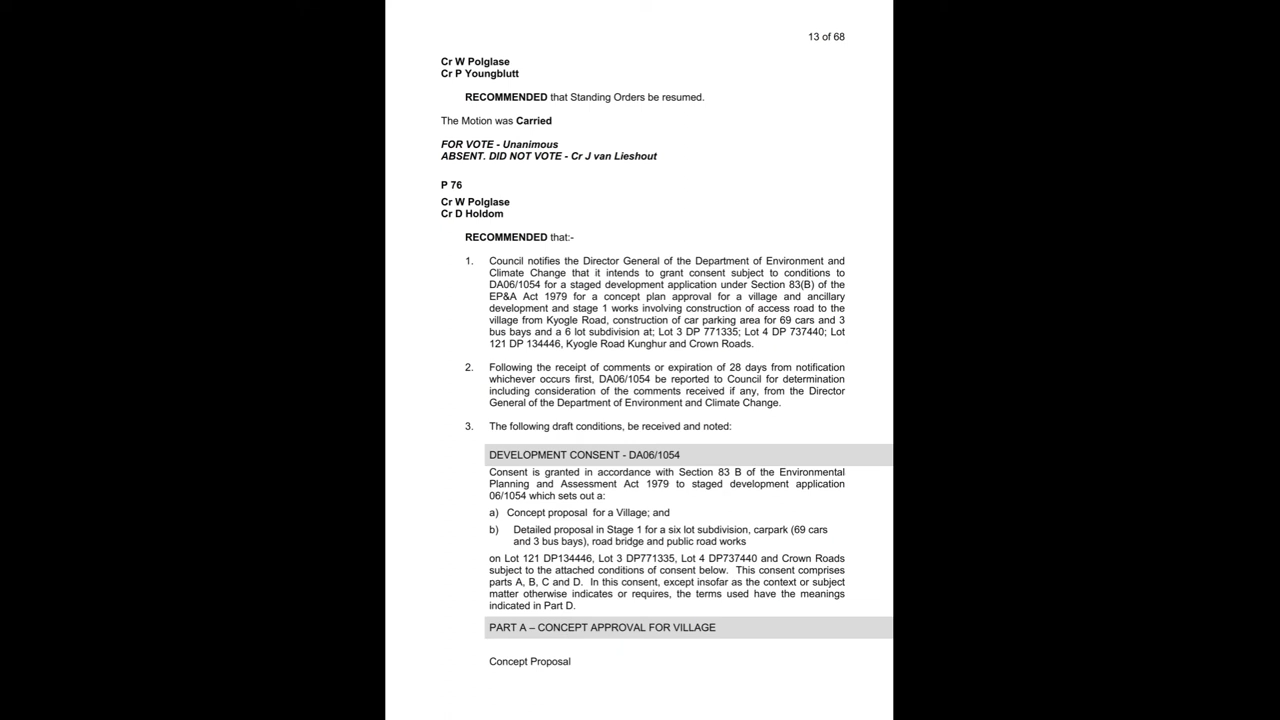 13 of 68
Cr W Polglase
Cr P Youngblutt
RECOMMENDED that Standing Orders be resumed.
The Motion was Carried
FOR VOTE - Unanimous
ABSENT. DID NOT VOTE - Cr J van Lieshout
P 76
Cr W Polglase
Cr D Holdom
RECOMMENDED that:-
1. Council notifies the Director General of the Department of Environment and
Climate Change that it intends to grant consent subject to conditions to
DA06/1054 for a staged development application under Section 83(B) of the
EP&A Act 1979 for a concept plan approval for a village and ancillary
development and stage 1 works involving construction of access road to the
village from Kyogle Road, construction of car parking area for 69 cars and 3
bus bays and a 6 lot subdivision at; Lot 3 DP 771335; Lot 4 DP 737440; Lot
121 DP 134446, Kyogle Road Kunghur and Crown Roads.
2. Following the receipt of comments or expiration of 28 days from notification
whichever occurs first, DA06/1054 be reported to Council for determination
including consideration of the comments received if any, from the Director
General of the Department of Environment and Climate Change.
3. The following draft conditions, be received and noted:
DEVELOPMENT CONSENT - DA06/1054
Consent is granted in accordance with Section 83 B of the Environmental
Planning and Assessment Act 1979 to staged development application
06/1054 which sets out a:
a) Concept proposal for a Village; and
b) Detailed proposal in Stage 1 for a six lot subdivision, carpark (69 cars
and 3 bus bays), road bridge and public road works
on Lot 121 DP134446, Lot 3 DP771335, Lot 4 DP737440 and Crown Roads
subject to the attached conditions of consent below. This consent comprises
parts A, B, C and D. In this consent, except insofar as the context or subject
matter otherwise indicates or requires, the terms used have the meanings
indicated in Part D.
PART A – CONCEPT APPROVAL FOR VILLAGE
Concept Proposal